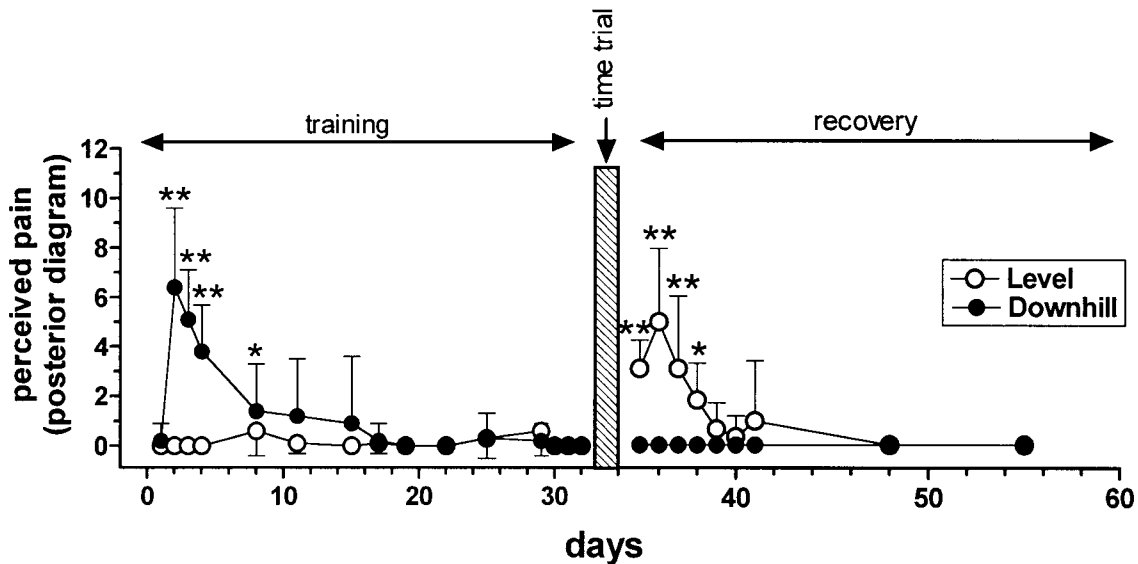 time trial
training
recovery
perceived pain
(posterior diagram)
12
10
8
6
4
2
0
**
**
**
*
**
**
**
*
Level
Downhill
0 10 20 30 40 50 60
days